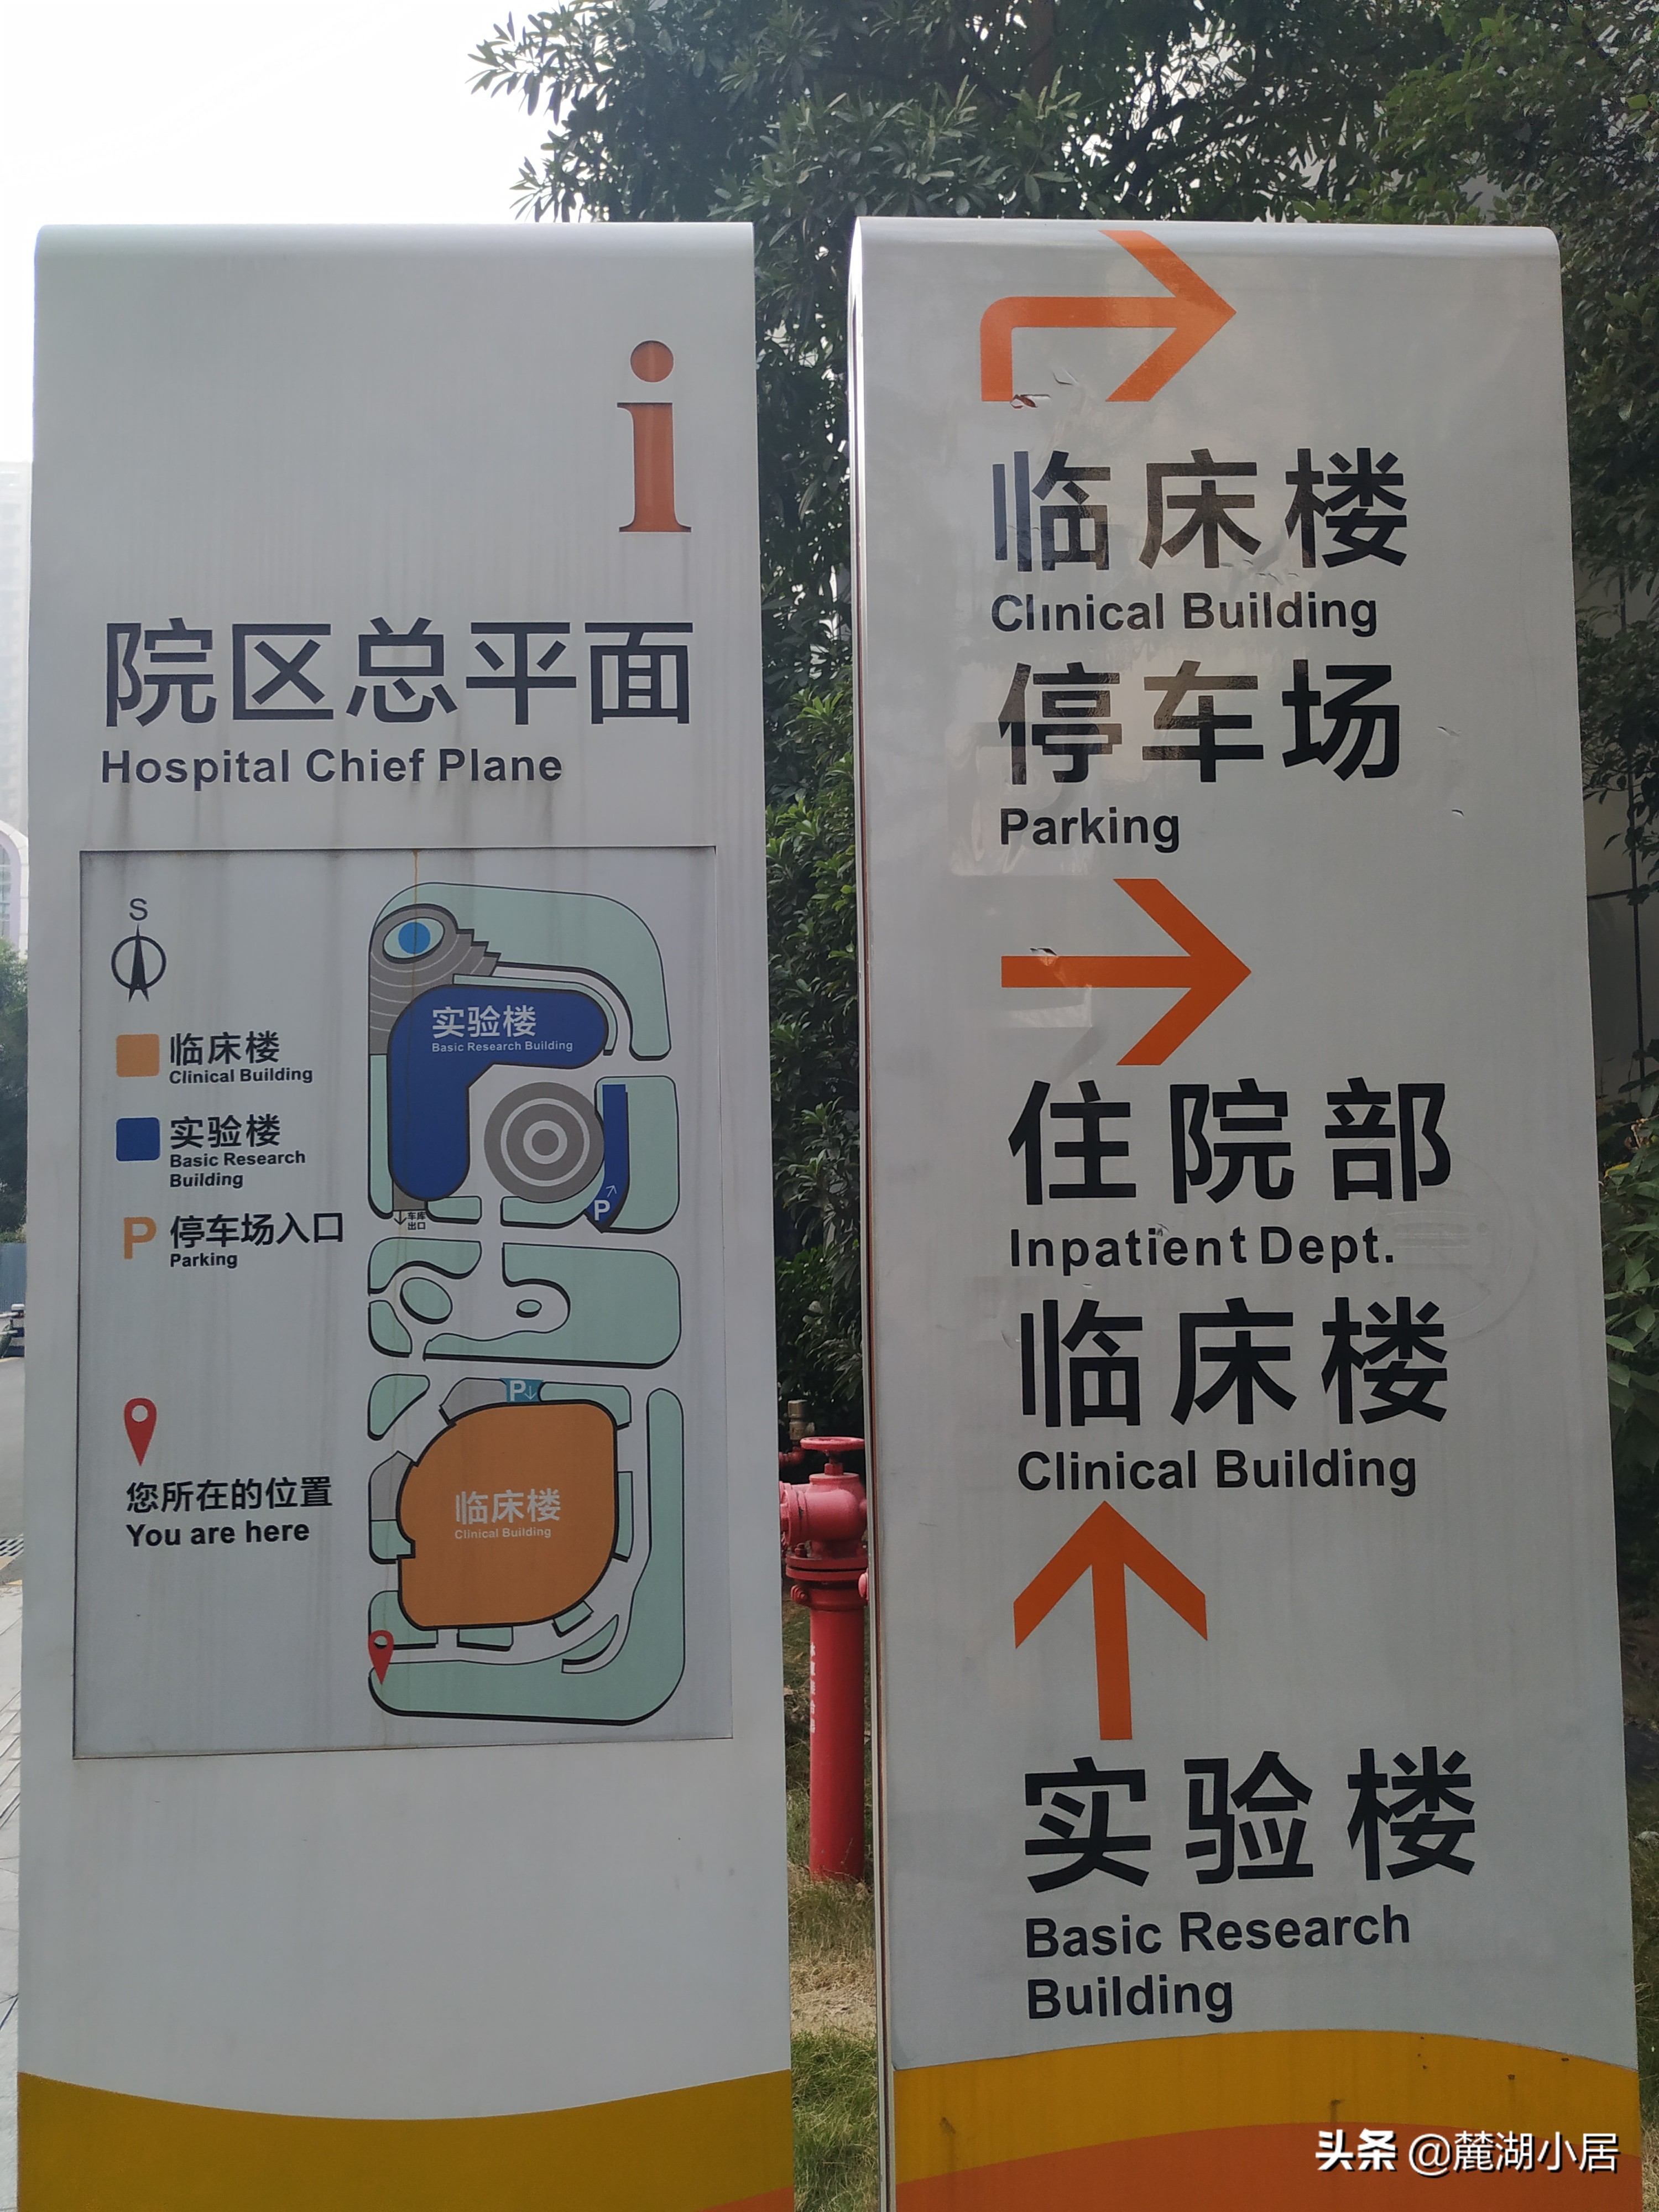 i
院区总平面
Hospital Chief Plane
S
临床楼
Clinical Building
实验楼
Basic Research
Building
P 停车场入口
Parking
您所在的位置
You are here
实验楼
Basic Research Building
P
车库
出口
P
临床楼
Clinical Building
临床楼
Clinical Building
停车场
Parking
住院部
Inpatient Dept.
临床楼
Clinical Building
实验楼
Basic Research
Building
头条 @麓湖小居